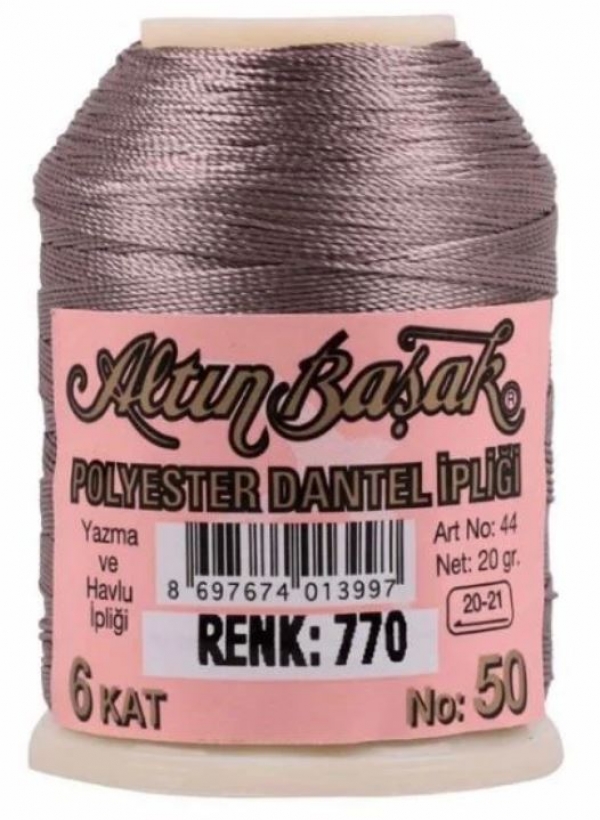 Altın Başak ®
POLYESTER DANTEL İPLİĞİ
Yazma
ve
Havlu
İpliği
8 697674 013997
Art No: 44
Net: 20 gr.
20-21
RENK: 770
6 KAT
No: 50